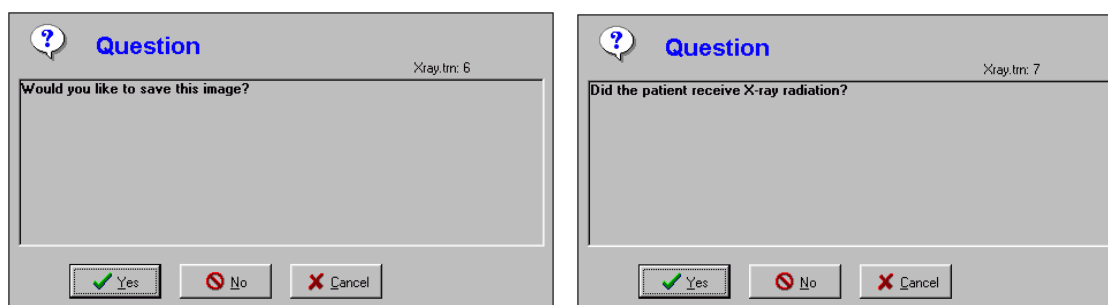 Question
Xray.trn: 6
Would you like to save this image?
Yes
No
Cancel
Question
Xray.trn: 7
Did the patient receive X-ray radiation?
Yes
No
Cancel